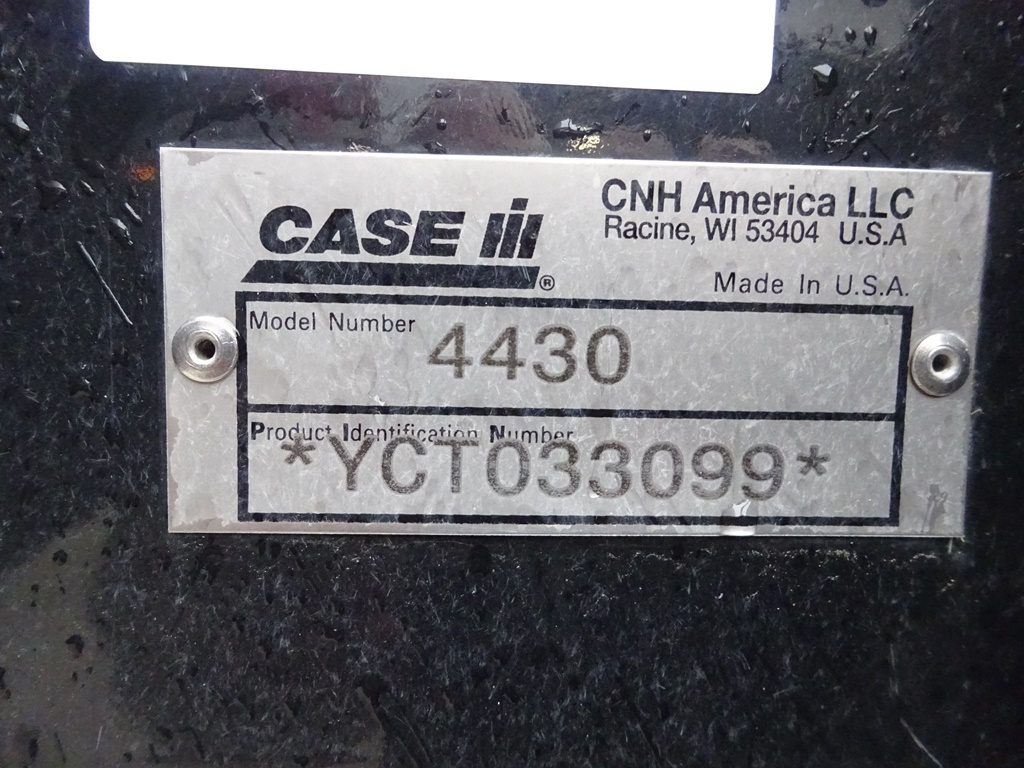 CASE IH®
CNH America LLC
Racine, WI 53404 U.S.A
Made In U.S.A.
Model Number
4430
Product Identification Number
*YCT033099*